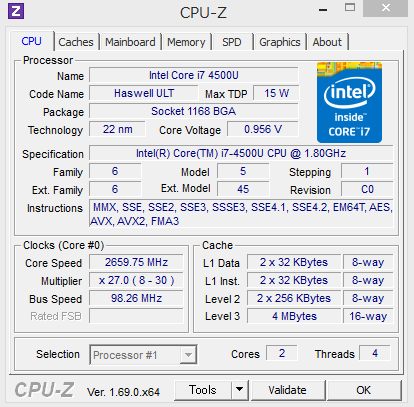 CPU-Z
CPU Caches Mainboard Memory SPD Graphics About
Processor
Name Intel Core i7 4500U
Code Name Haswell ULT Max TDP 15 W
Package Socket 1168 BGA
Technology 22 nm Core Voltage 0.956 V
intel inside™ CORE™ i7
Specification Intel(R) Core(TM) i7-4500U CPU @ 1.80GHz
Family 6 Model 5 Stepping 1
Ext. Family 6 Ext. Model 45 Revision C0
Instructions MMX, SSE, SSE2, SSE3, SSSE3, SSE4.1, SSE4.2, EM64T, AES,
AVX, AVX2, FMA3
Clocks (Core #0) Cache
Core Speed 2659.75 MHz L1 Data 2 x 32 KBytes 8-way
Multiplier x 27.0 ( 8 - 30 ) L1 Inst. 2 x 32 KBytes 8-way
Bus Speed 98.26 MHz Level 2 2 x 256 KBytes 8-way
Rated FSB Level 3 4 MBytes 16-way
Selection Processor #1 Cores 2 Threads 4
CPU-Z Ver. 1.69.0.x64 Tools Validate OK